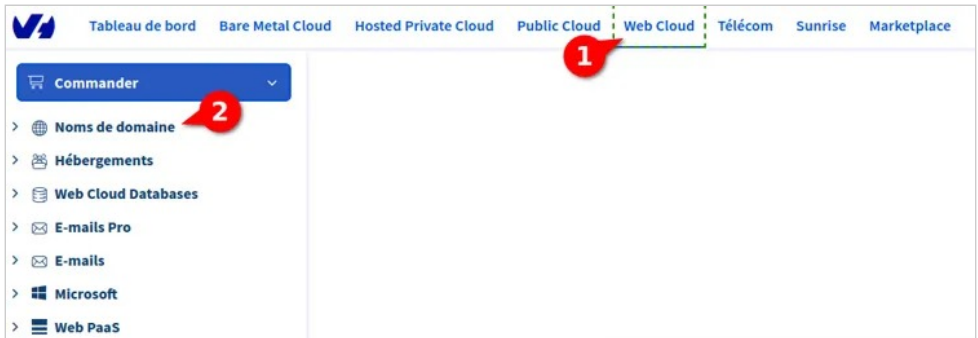 Tableau de bord Bare Metal Cloud Hosted Private Cloud Public Cloud Web Cloud Télécom Sunrise Marketplace
1
Commander
2
Noms de domaine
Hébergements
Web Cloud Databases
E-mails Pro
E-mails
Microsoft
Web PaaS